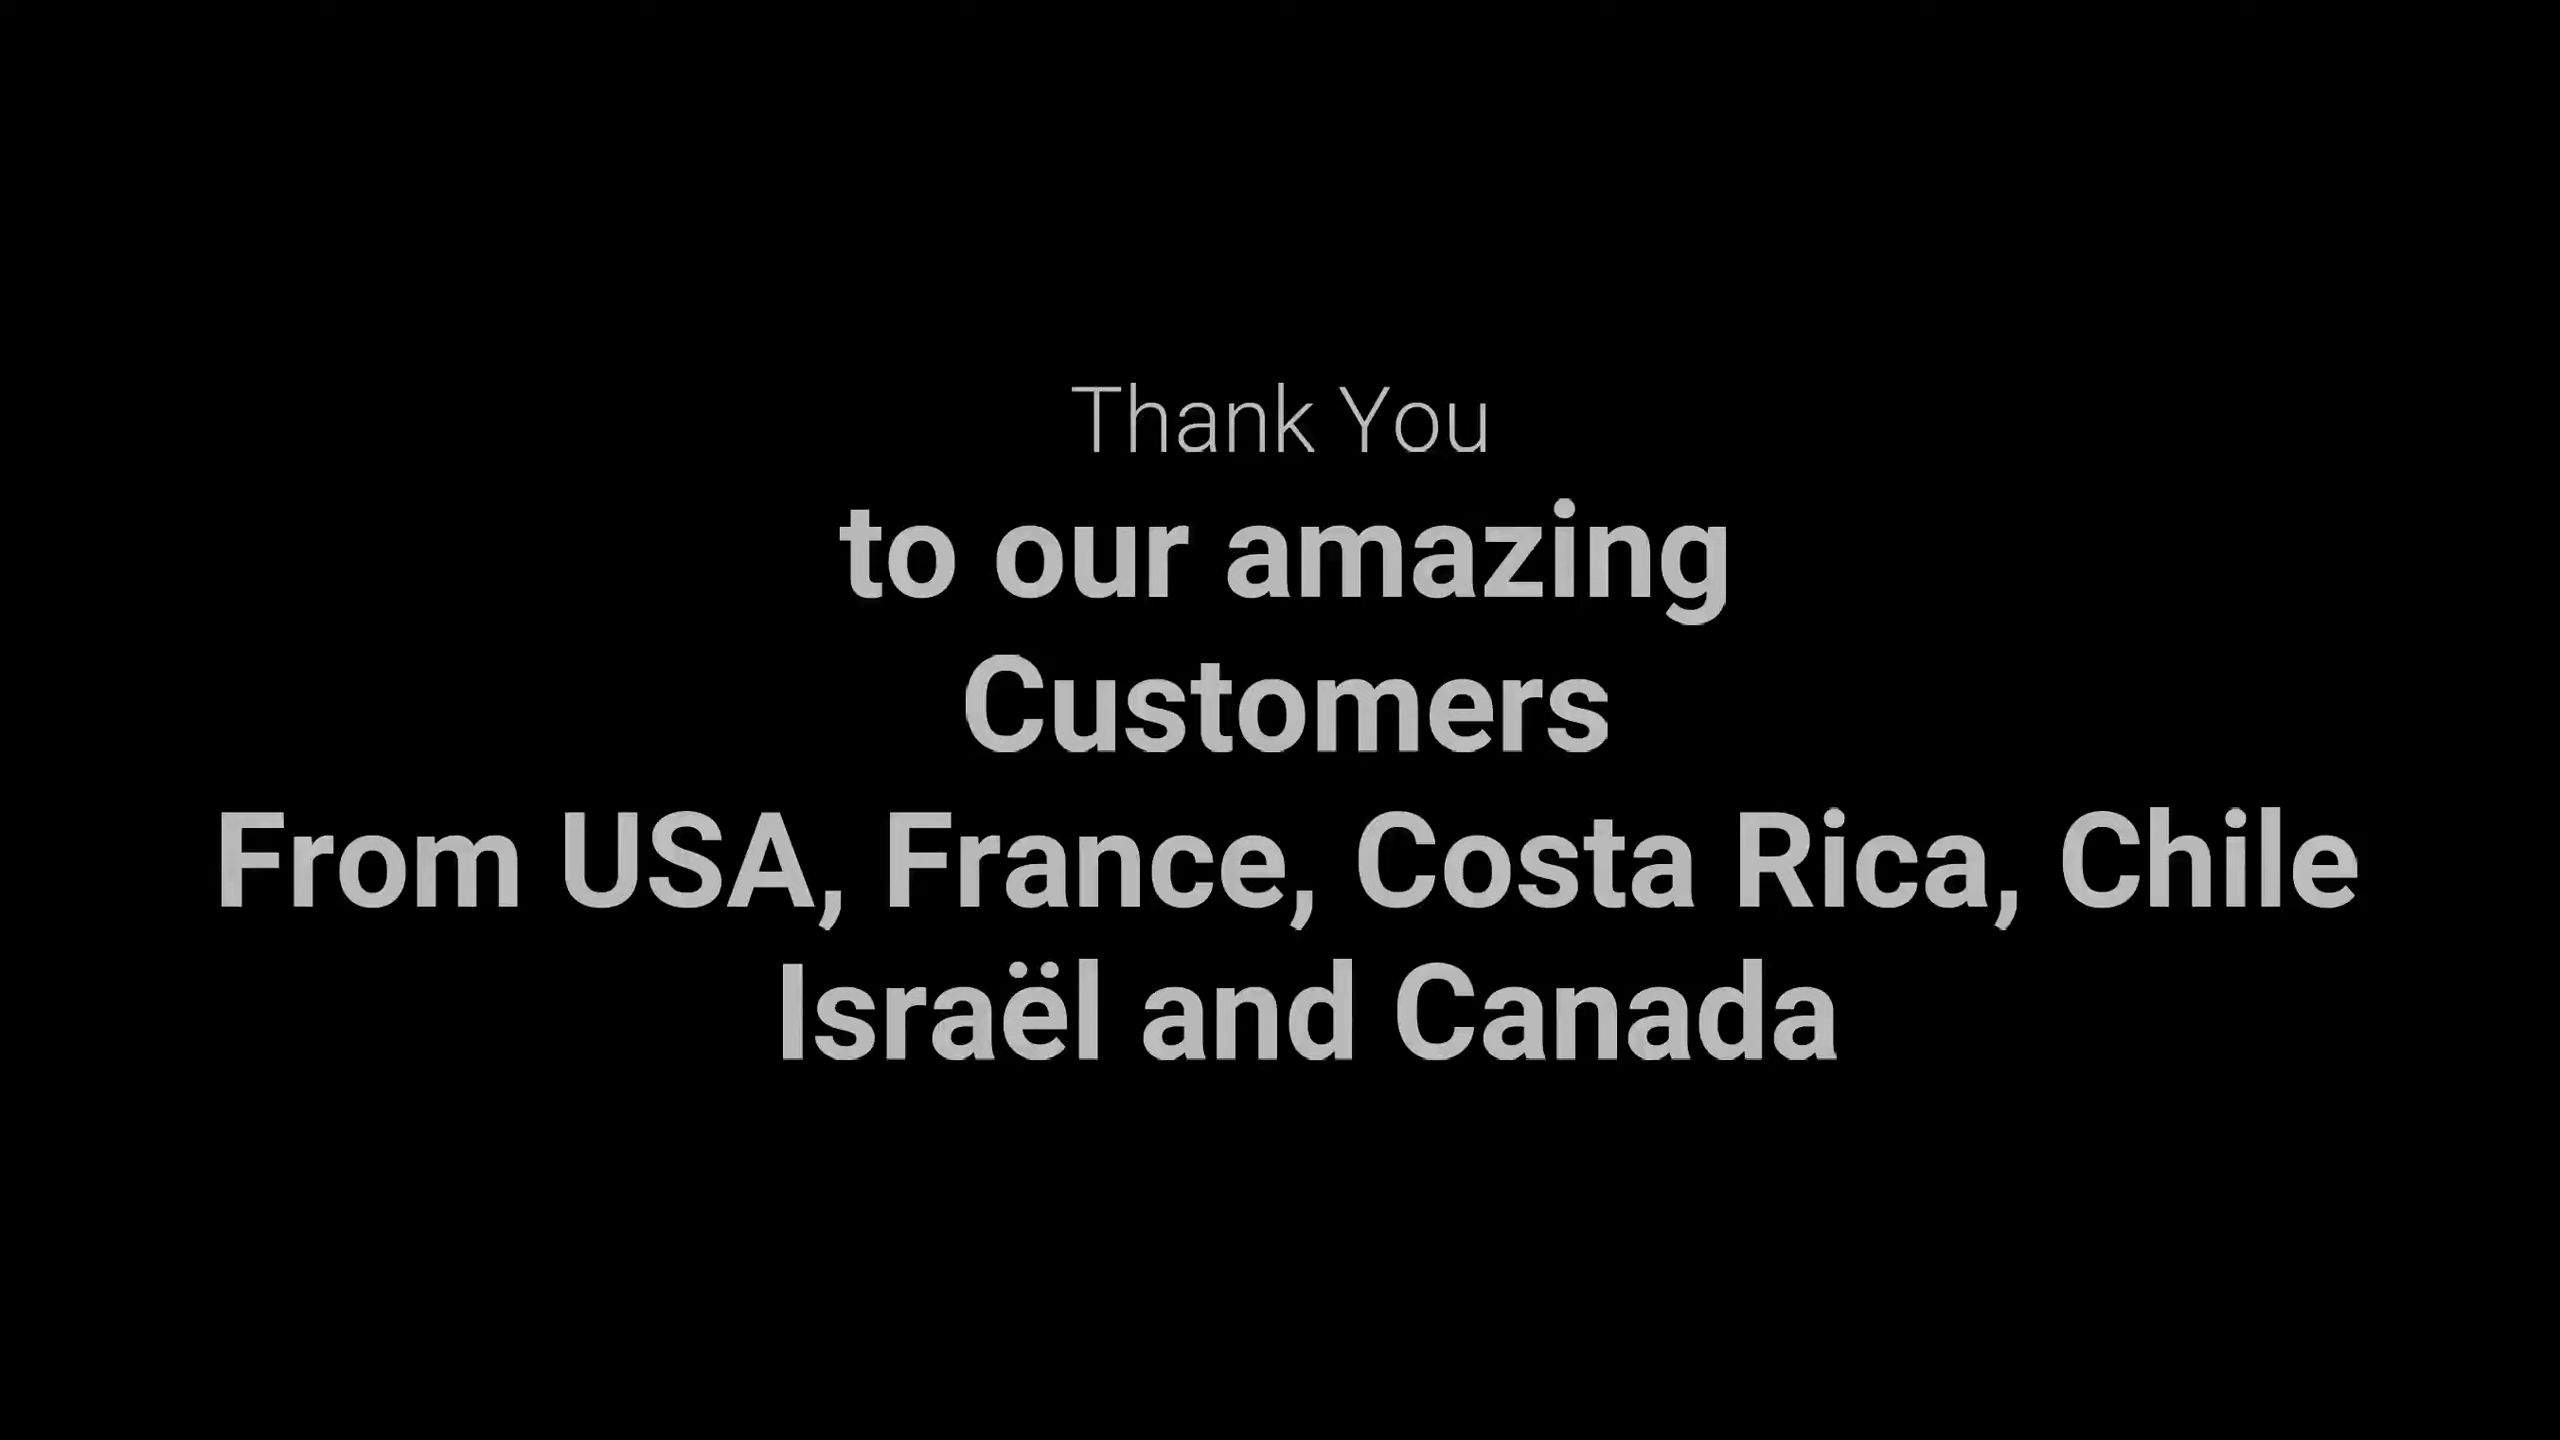 Thank You
to our amazing
Customers
From USA, France, Costa Rica, Chile
Israël and Canada